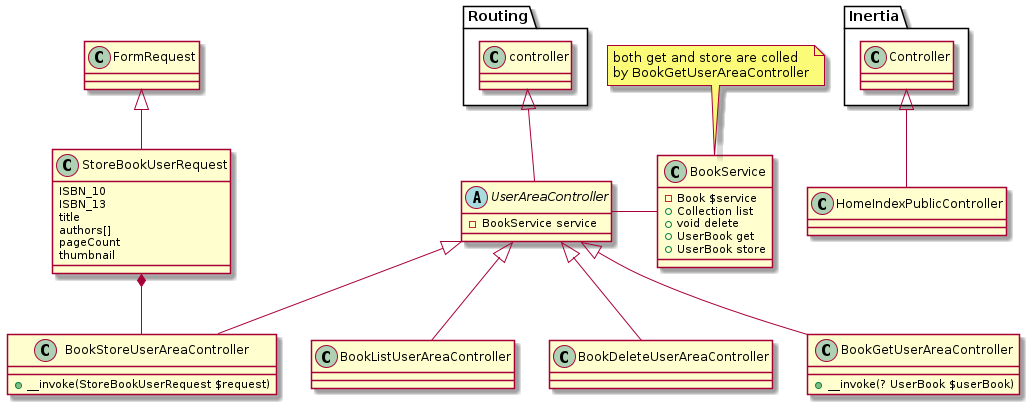 Routing
Inertia
C FormRequest
C controller
both get and store are colled
by BookGetUserAreaController
C Controller
C StoreBookUserRequest
ISBN_10
ISBN_13
title
authors[]
pageCount
thumbnail
A UserAreaController
BookService service
C BookService
Book $service
Collection list
void delete
UserBook get
UserBook store
C HomeIndexPublicController
C BookStoreUserAreaController
__invoke(StoreBookUserRequest $request)
C BookListUserAreaController
C BookDeleteUserAreaController
C BookGetUserAreaController
__invoke(? UserBook $userBook)